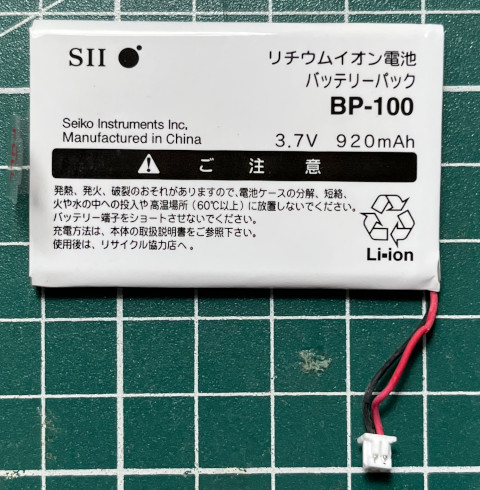 SII
リチウムイオン電池
バッテリーパック
BP-100
Seiko Instruments Inc.
Manufactured in China
3.7V 920mAh
ご注意
発熱、発火、破裂のおそれがありますので、電池ケースの分解、短絡、
火や水の中への投入や高温場所(60℃以上)に放置しないでください。
バッテリー端子をショートさせないでください。
充電方法は、本体の取扱説明書をご参照下さい。
使用後は、リサイクル協力店へ。
Li-ion